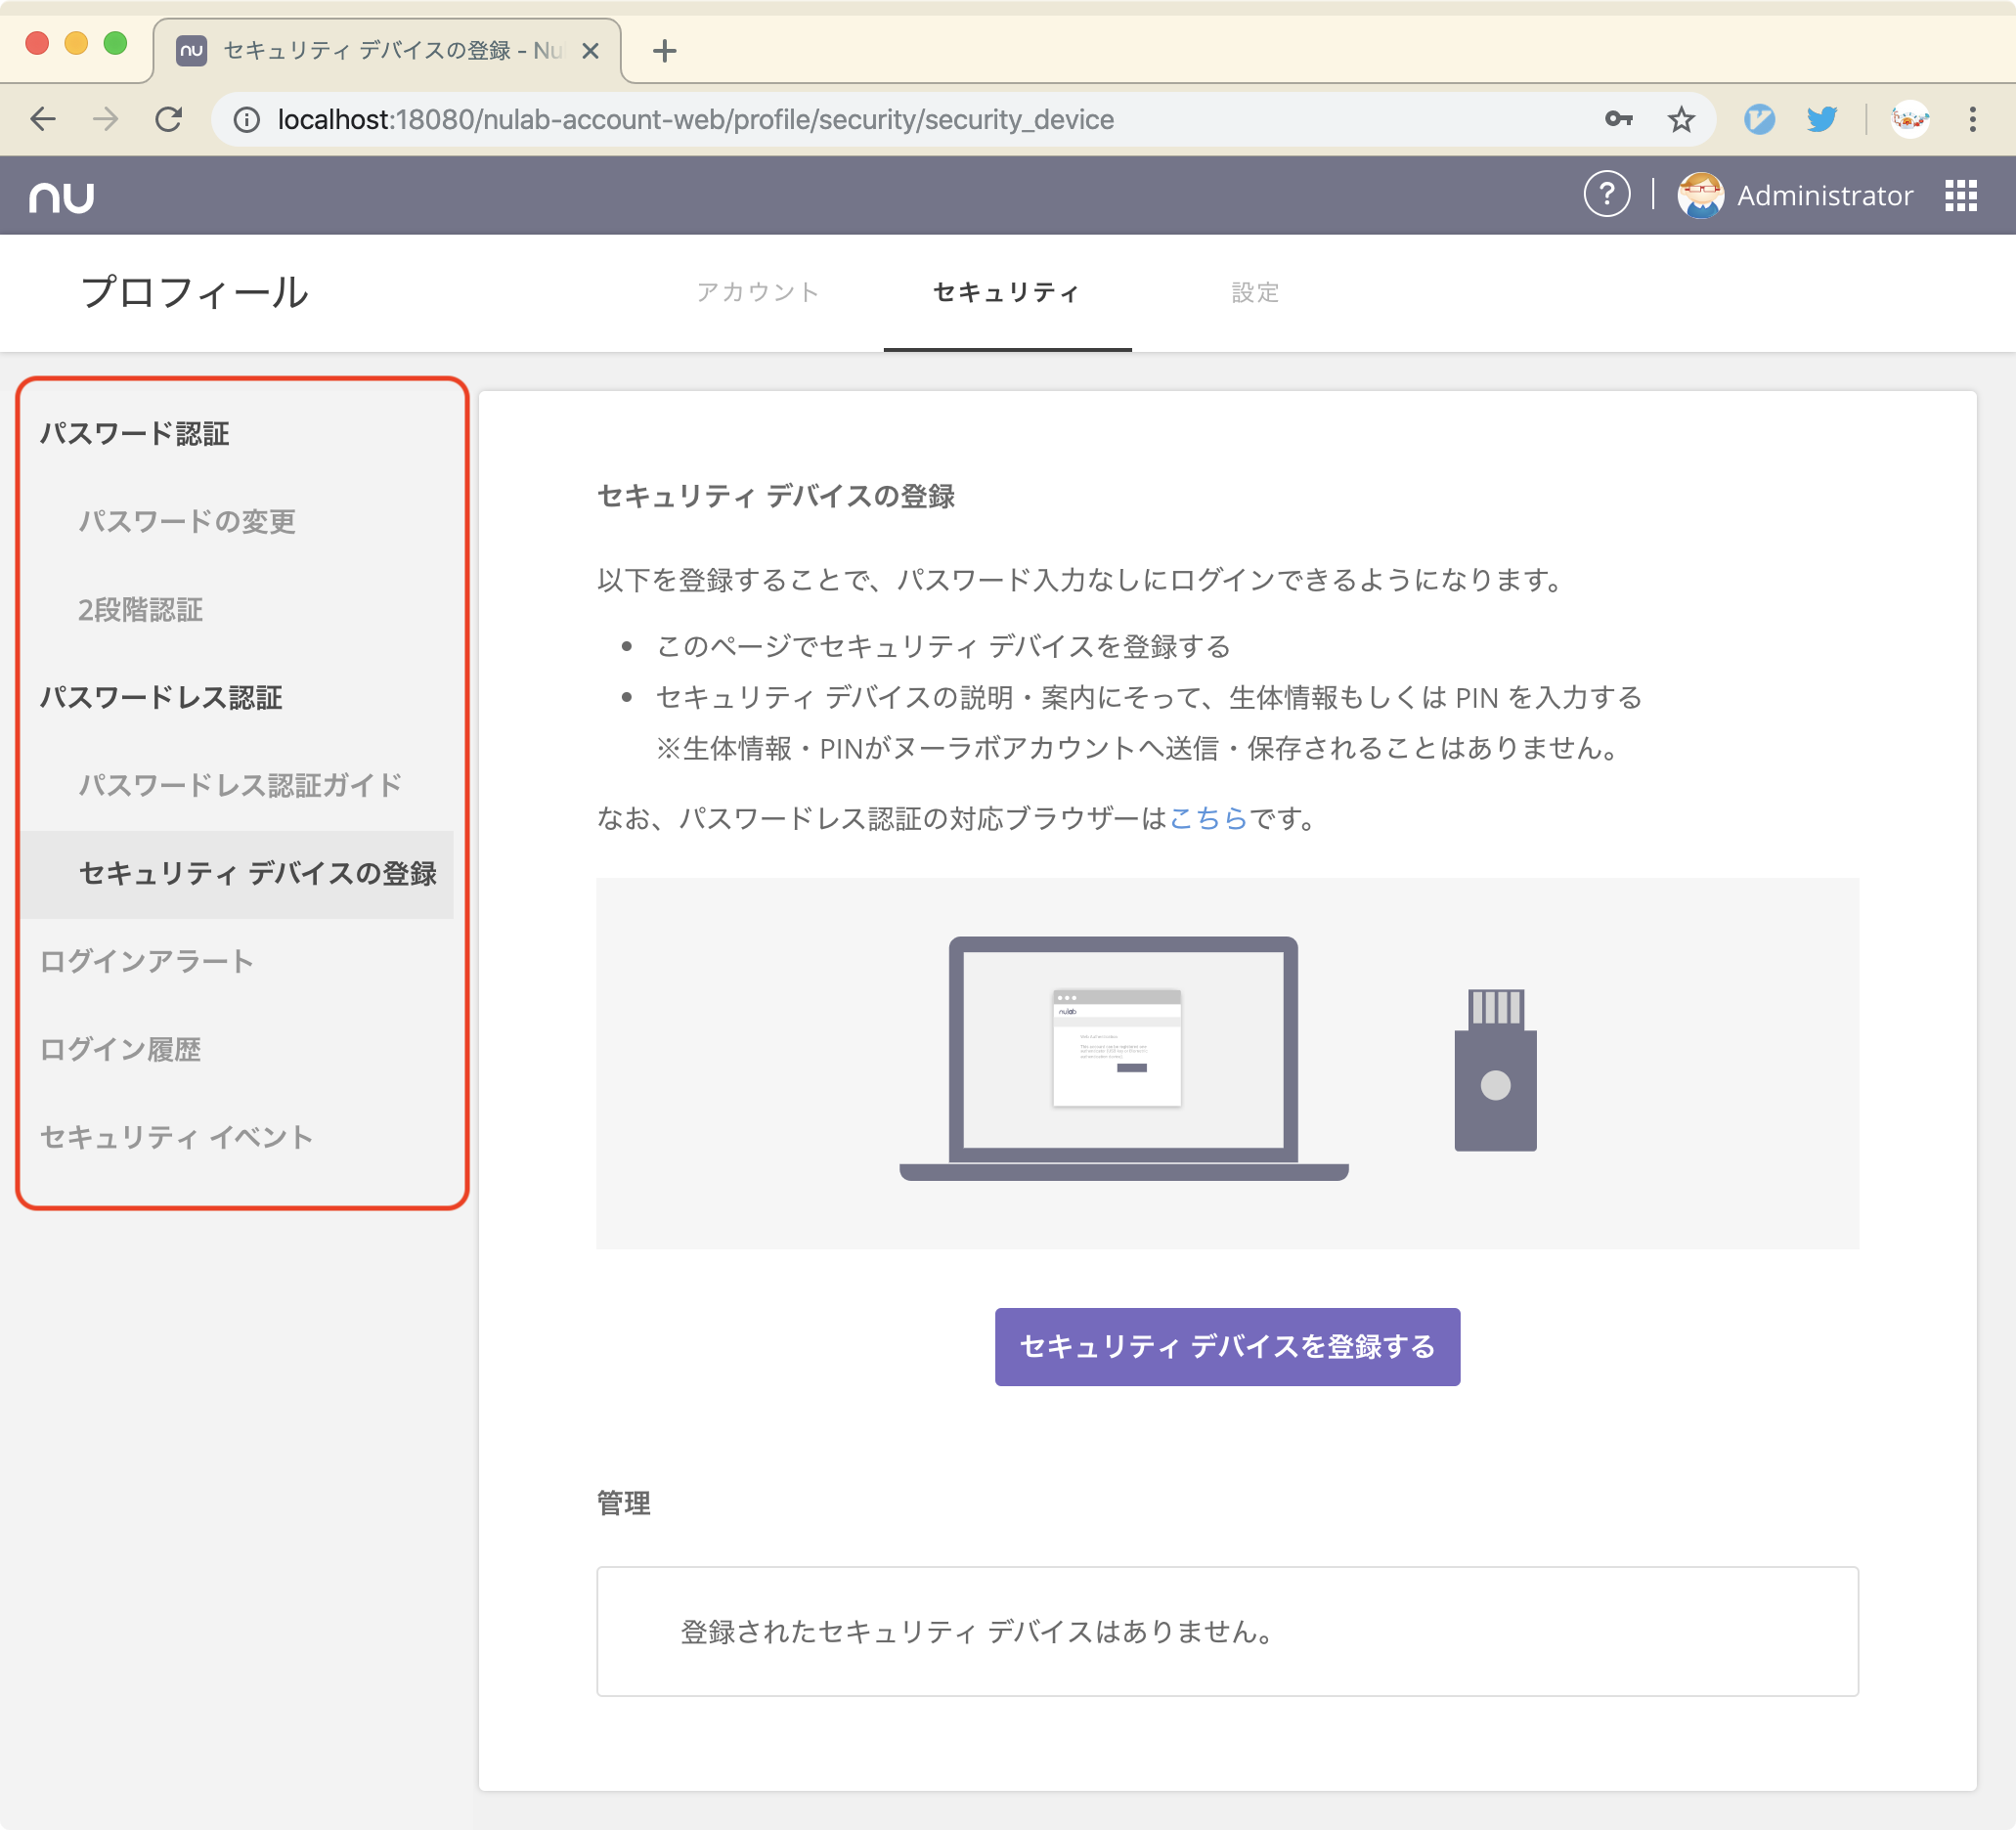 nu セキュリティ デバイスの登録 - Nu
localhost:18080/nulab-account-web/profile/security/security_device
nu
? Administrator
プロフィール
アカウント セキュリティ 設定
パスワード認証
パスワードの変更
2段階認証
パスワードレス認証
パスワードレス認証ガイド
セキュリティ デバイスの登録
ログインアラート
ログイン履歴
セキュリティ イベント
セキュリティ デバイスの登録
以下を登録することで、パスワード入力なしにログインできるようになります。
• このページでセキュリティ デバイスを登録する
• セキュリティ デバイスの説明・案内にそって、生体情報もしくは PIN を入力する
※生体情報・PINがヌーラボアカウントへ送信・保存されることはありません。
なお、パスワードレス認証の対応ブラウザーはこちらです。
nulab
セキュリティ デバイスを登録する
管理
登録されたセキュリティ デバイスはありません。